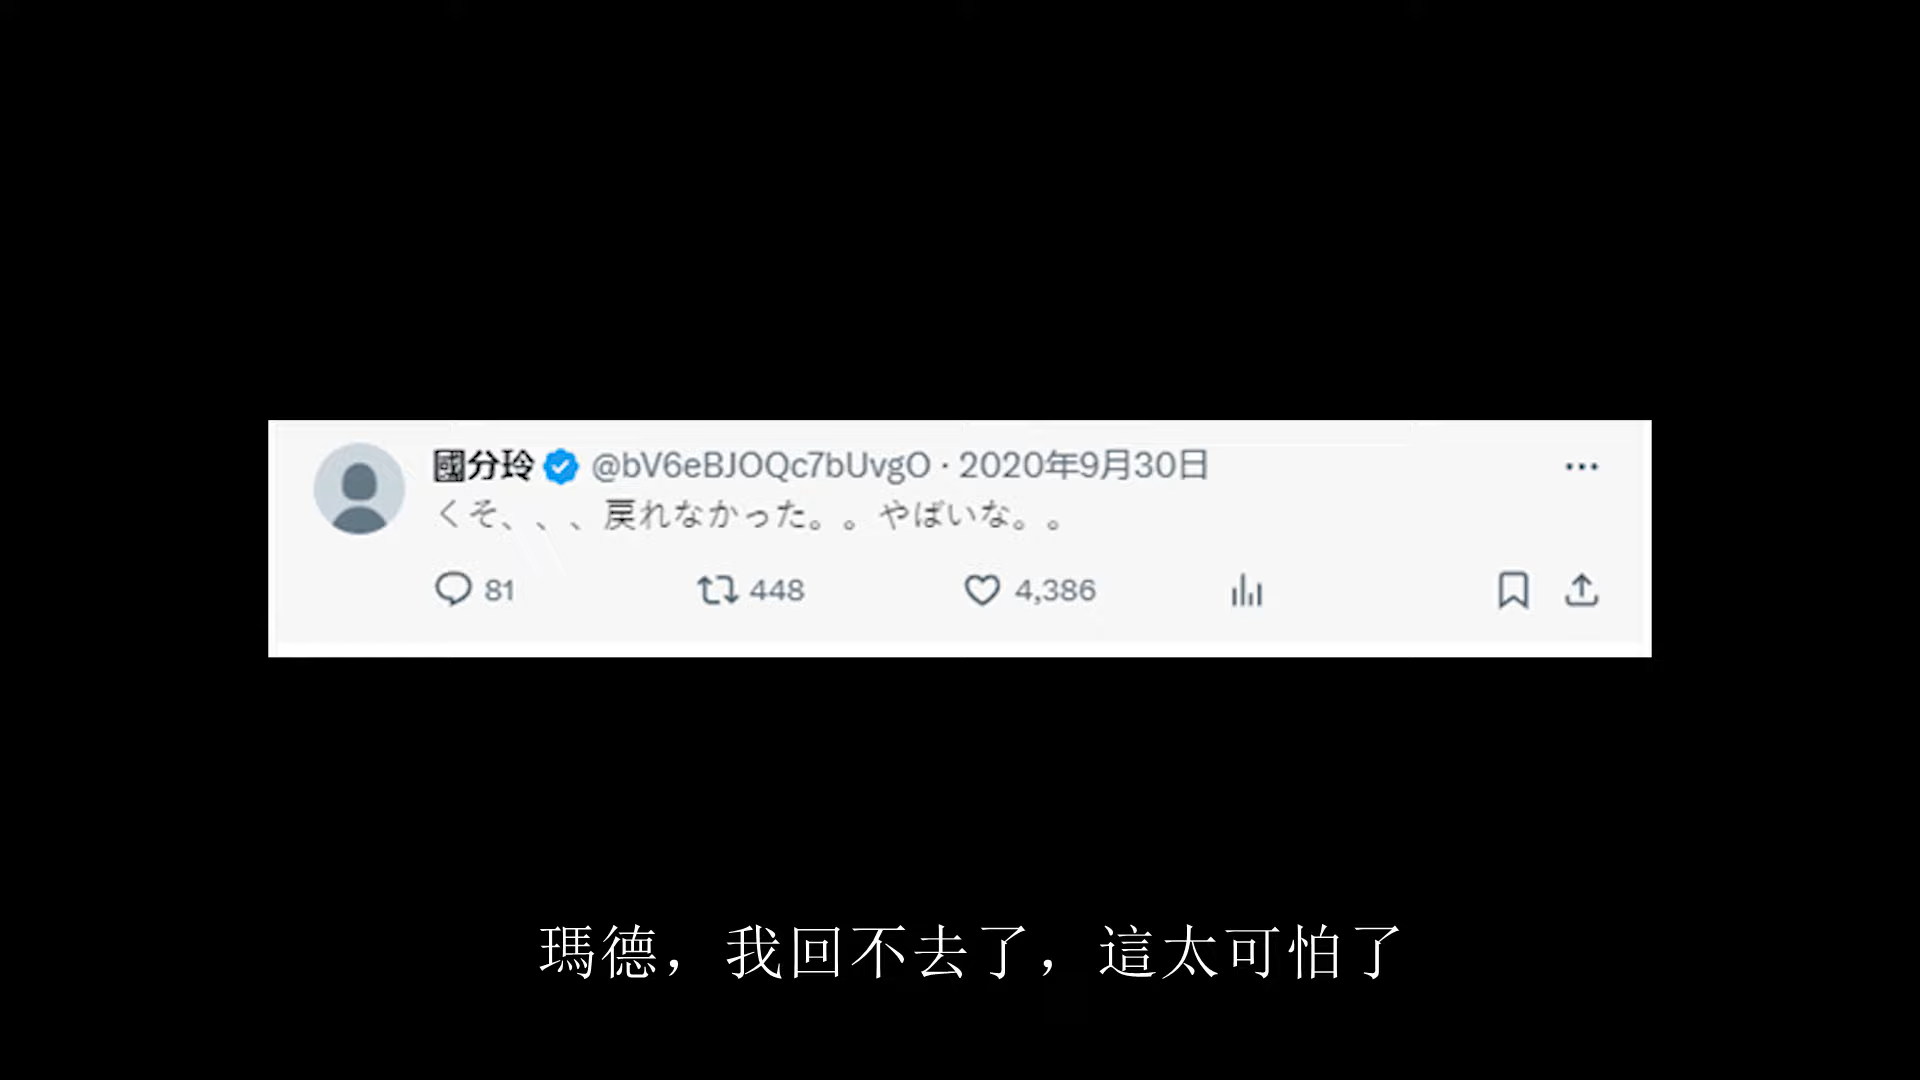 國分玲 @bV6eBJOQc7bUvgO · 2020年9月30日
くそ、、、戻れなかった。。やばいな。。
81 448 4,386
瑪德，我回不去了，這太可怕了